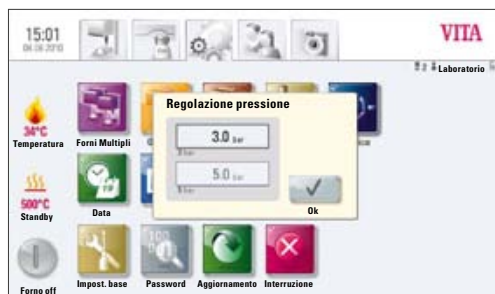 15:01
04.06.2010
VITA
2 Laboratorio
Regolazione pressione
3.0 bar
5.0 bar
Ok
34°C
Temperatura
Forni Multipli
500°C
Standby
Data
Forno off
Impost. base
Password
Aggiornamento
Interruzione